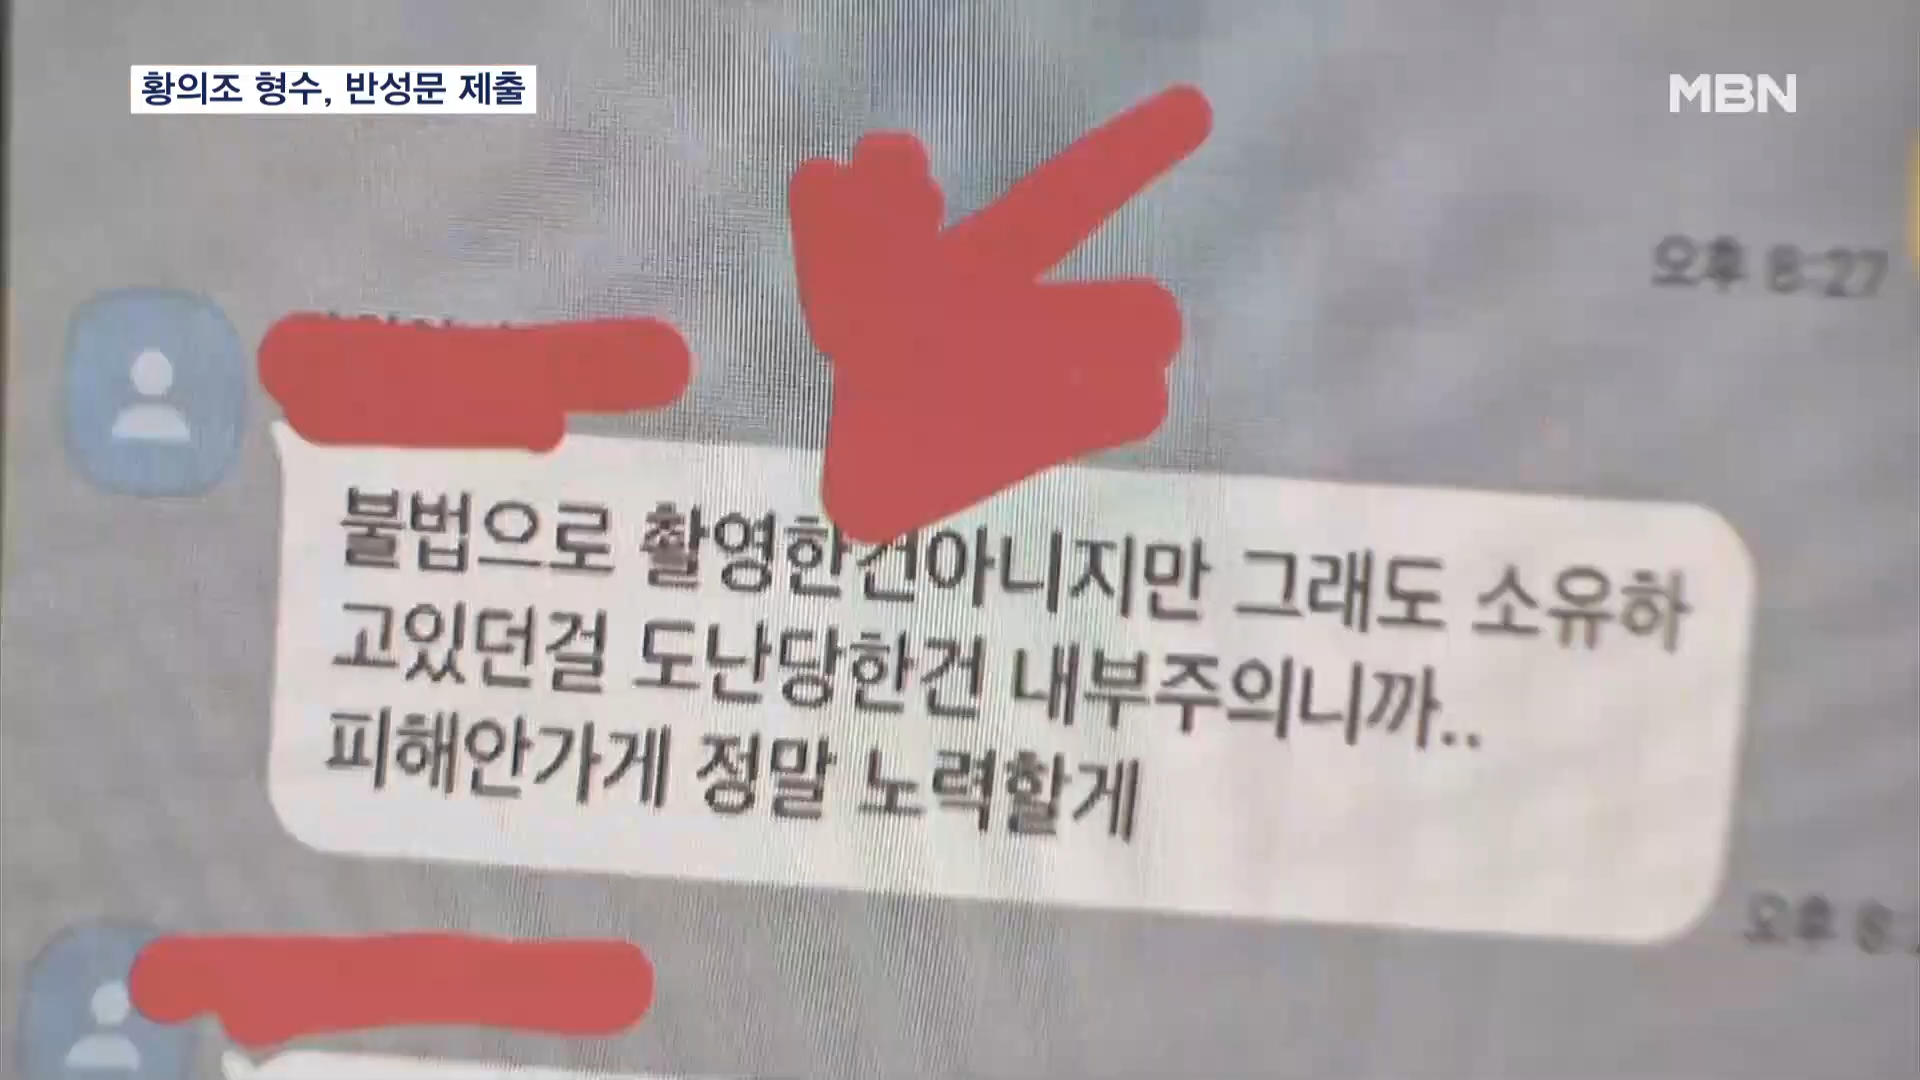 황의조 형수, 반성문 제출
MBN
오후 8:27
불법으로 촬영한건아니지만 그래도 소유하
고있던걸 도난당한건 내부주의니까..
피해안가게 정말 노력할게
오후